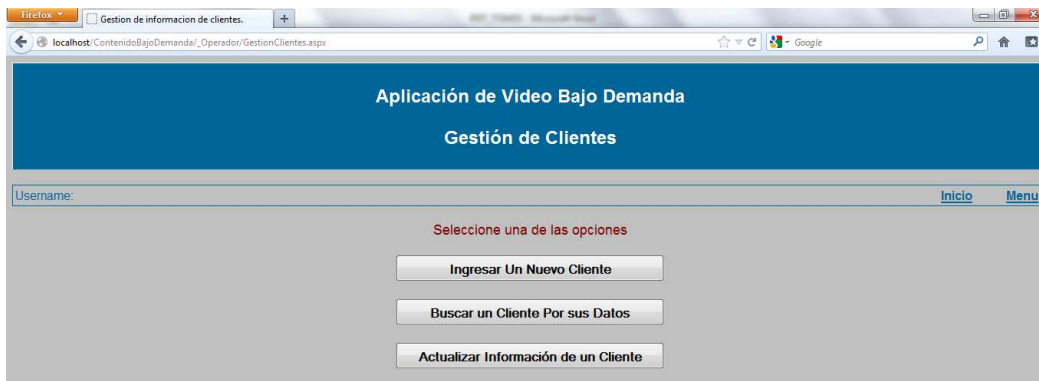 Firefox
Gestion de informacion de clientes.
localhost/ContenidoBajoDemanda/_Operador/GestionClientes.aspx
Google
Aplicación de Video Bajo Demanda
Gestión de Clientes
Username:
Inicio Menu
Seleccione una de las opciones
Ingresar Un Nuevo Cliente
Buscar un Cliente Por sus Datos
Actualizar Información de un Cliente